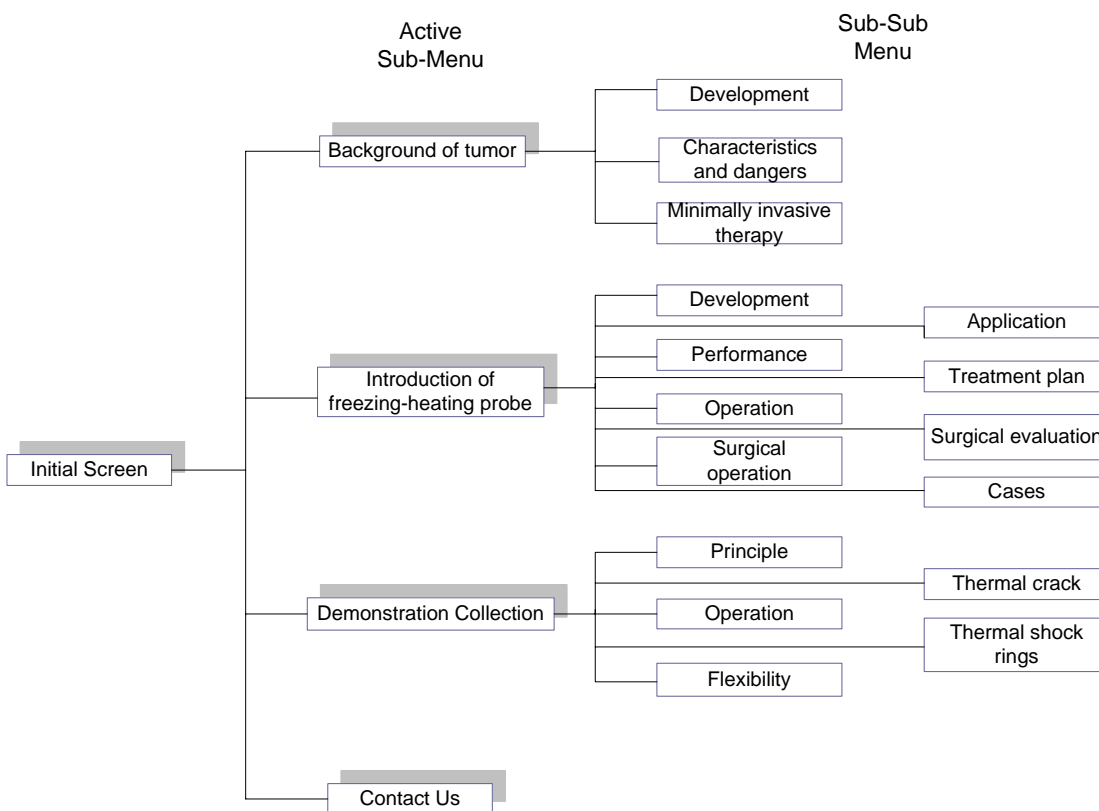 Active
Sub-Menu
Sub-Sub
Menu
Initial Screen
Background of tumor
Development
Characteristics
and dangers
Minimally invasive
therapy
Introduction of
freezing-heating probe
Development
Application
Performance
Treatment plan
Operation
Surgical evaluation
Surgical
operation
Cases
Demonstration Collection
Principle
Thermal crack
Operation
Thermal shock
rings
Flexibility
Contact Us